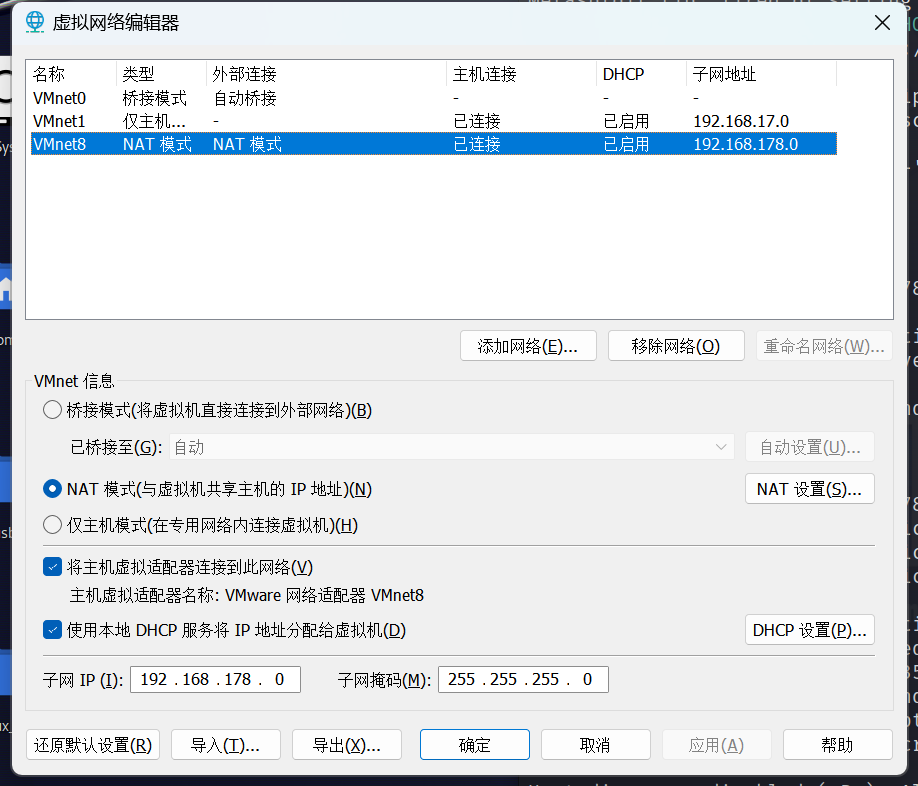 虚拟网络编辑器
名称 类型 外部连接 主机连接 DHCP 子网地址
VMnet0 桥接模式 自动桥接 - - -
VMnet1 仅主机... - 已连接 已启用 192.168.17.0
VMnet8 NAT 模式 NAT 模式 已连接 已启用 192.168.178.0
添加网络(E)... 移除网络(O) 重命名网络(W)...
VMnet 信息
桥接模式(将虚拟机直接连接到外部网络)(B)
已桥接至(G): 自动 自动设置(U)...
NAT 模式(与虚拟机共享主机的 IP 地址)(N) NAT 设置(S)...
仅主机模式(在专用网络内连接虚拟机)(H)
将主机虚拟适配器连接到此网络(V)
主机虚拟适配器名称: VMware 网络适配器 VMnet8
使用本地 DHCP 服务将 IP 地址分配给虚拟机(D) DHCP 设置(P)...
子网 IP (I): 192 . 168 . 178 . 0 子网掩码(M): 255 . 255 . 255 . 0
还原默认设置(R) 导入(T)... 导出(X)... 确定 取消 应用(A) 帮助